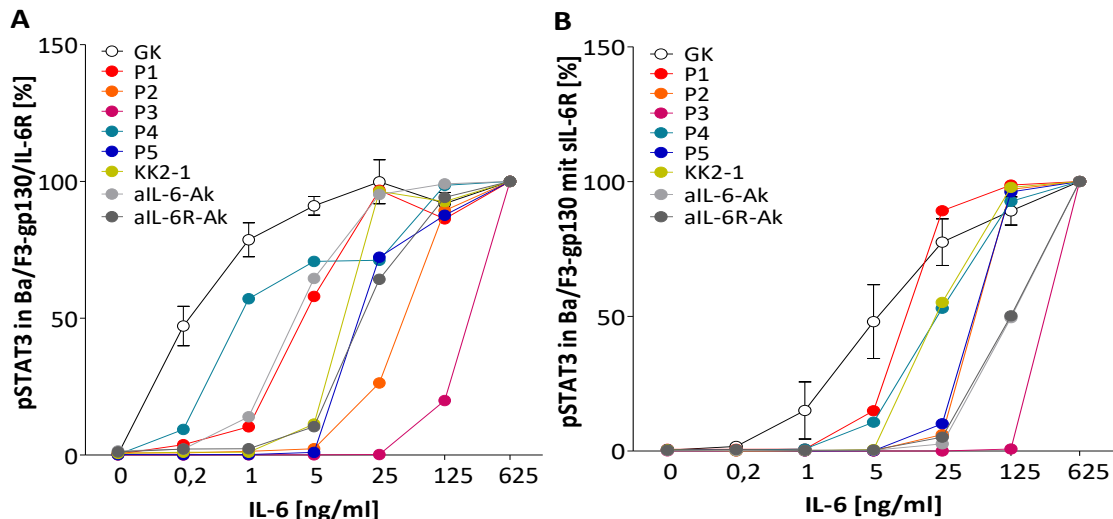 A
pSTAT3 in Ba/F3-gp130/IL-6R [%]
150
100
50
0
GK
P1
P2
P3
P4
P5
KK2-1
aIL-6-Ak
aIL-6R-Ak
0 0,2 1 5 25 125 625
IL-6 [ng/ml]
B
pSTAT3 in Ba/F3-gp130 mit sIL-6R [%]
150
100
50
0
GK
P1
P2
P3
P4
P5
KK2-1
aIL-6-Ak
aIL-6R-Ak
0 0,2 1 5 25 125 625
IL-6 [ng/ml]